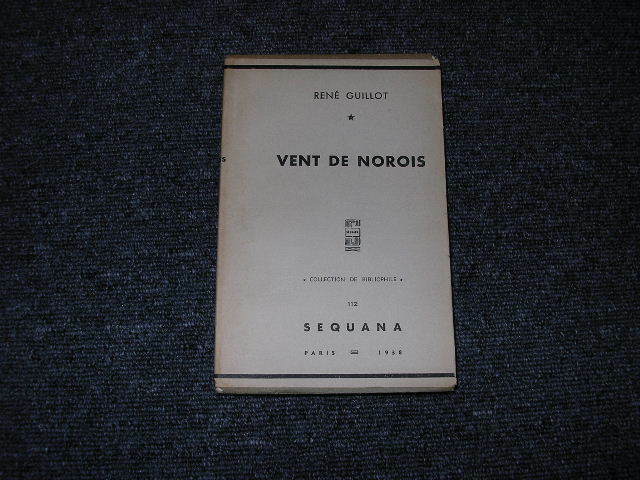 RENÉ GUILLOT
S
VENT DE NOROIS
« COLLECTION DE BIBLIOPHILE »
112
SEQUANA
PARIS = 1938